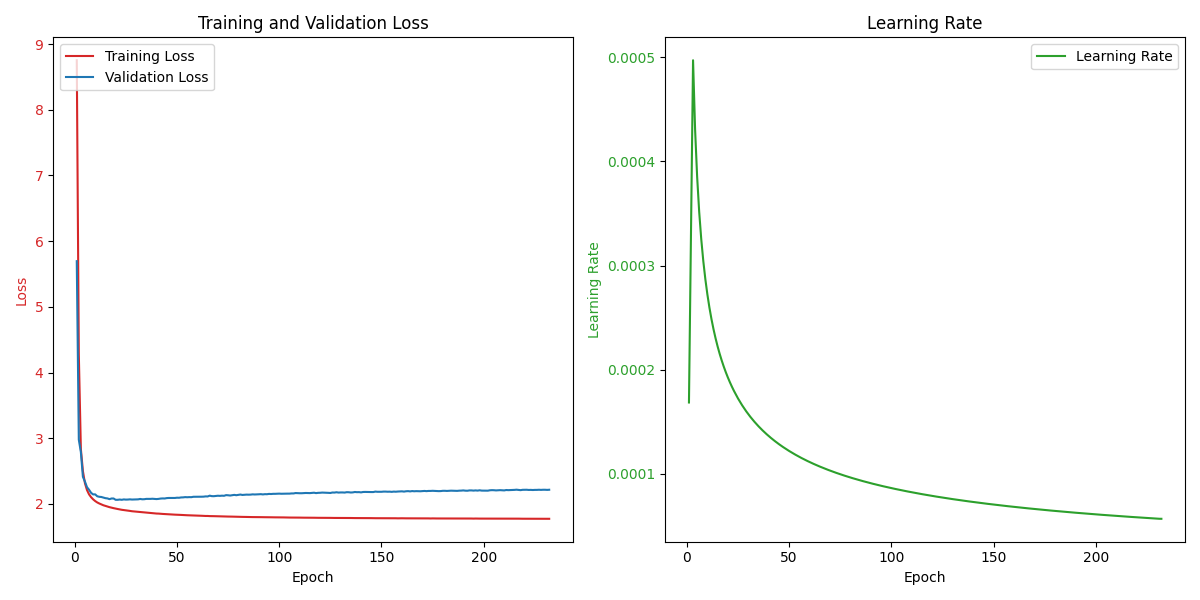 Training and Validation Loss
Training Loss
Validation Loss
Loss
9
8
7
6
5
4
3
2
0
50
100
150
200
Epoch
Learning Rate
Learning Rate
Learning Rate
0.0005
0.0004
0.0003
0.0002
0.0001
0
50
100
150
200
Epoch